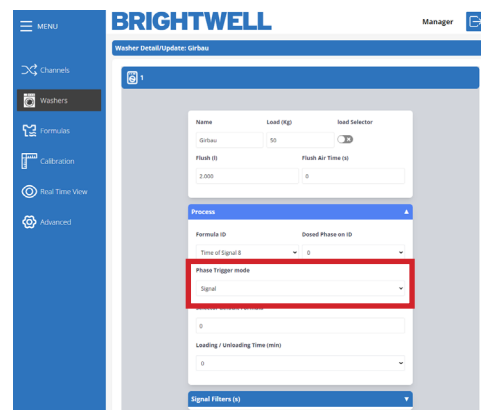 MENU
BRIGHTWELL
Manager
Washer Detail/Update: Girbau
Channels
Washers
Formulas
Calibration
Real Time View
Advanced
1
Name Load (Kg) load Selector
Girbau 50
Flush (l) Flush Air Time (s)
2.000 0
Process
Formula ID Dosed Phase on ID
Time of Signal 8 0
Phase Trigger mode
Signal
0
Loading / Unloading Time (min)
0
Signal Filters (s)